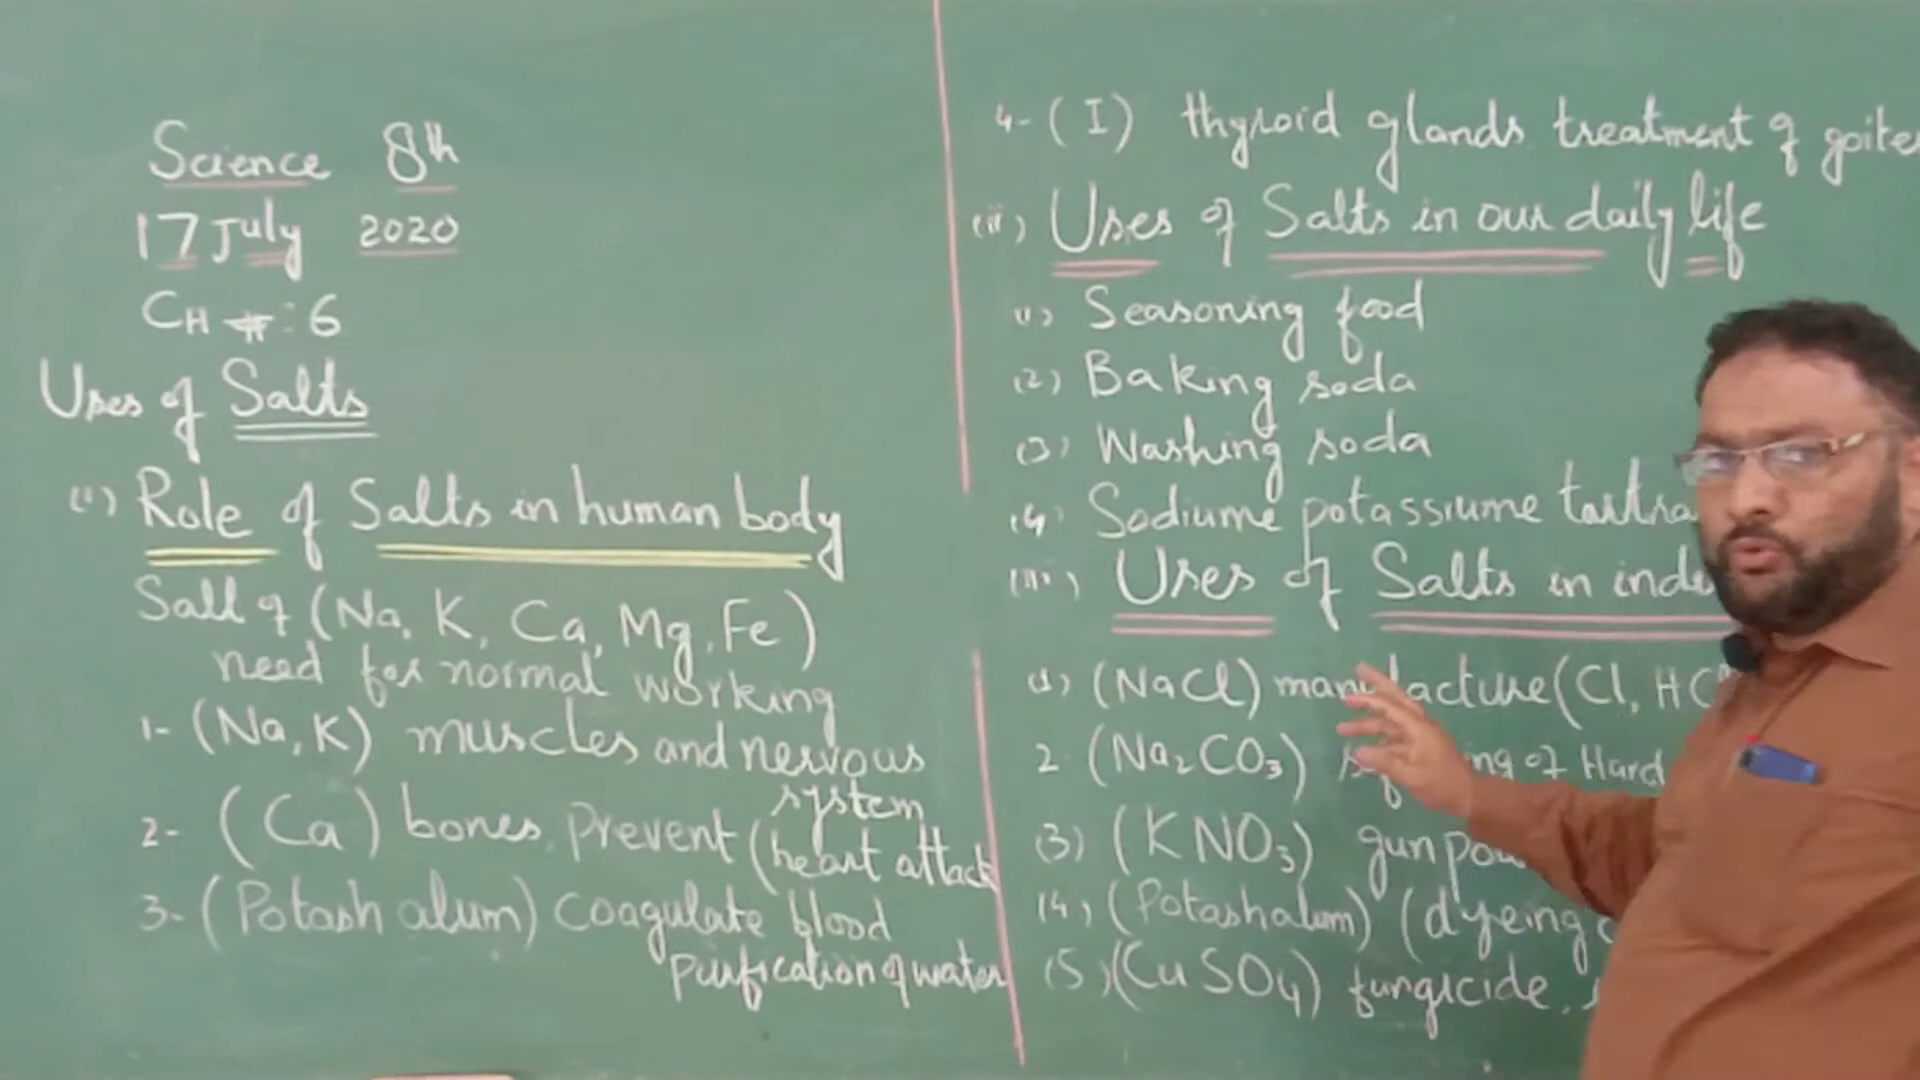 Science 8th
17 July 2020
CH #: 6
Uses of Salts
(i) Role of Salts in human body
Sall of (Na, K, Ca, Mg, Fe)
need for normal working
1- (Na, K) muscles and nervous
system
2- (Ca) bones, prevent (heart attack
3- (Potash alum) coagulate blood
purification of water
4- (I) thyroid glands treatment of goiter
(ii) Uses of Salts in our daily life
(1) Seasoning food
(2) Baking soda
(3) Washing soda
(4) Sodiume potassiume
(iii) Uses of Salts in
(1) (NaCl) manufacture (Cl, HC
2. (Na2CO3) of Hard
(3) (KNO3)
(4) (Potash alum) (dyeing
(5) (CuSO4) fungicide,